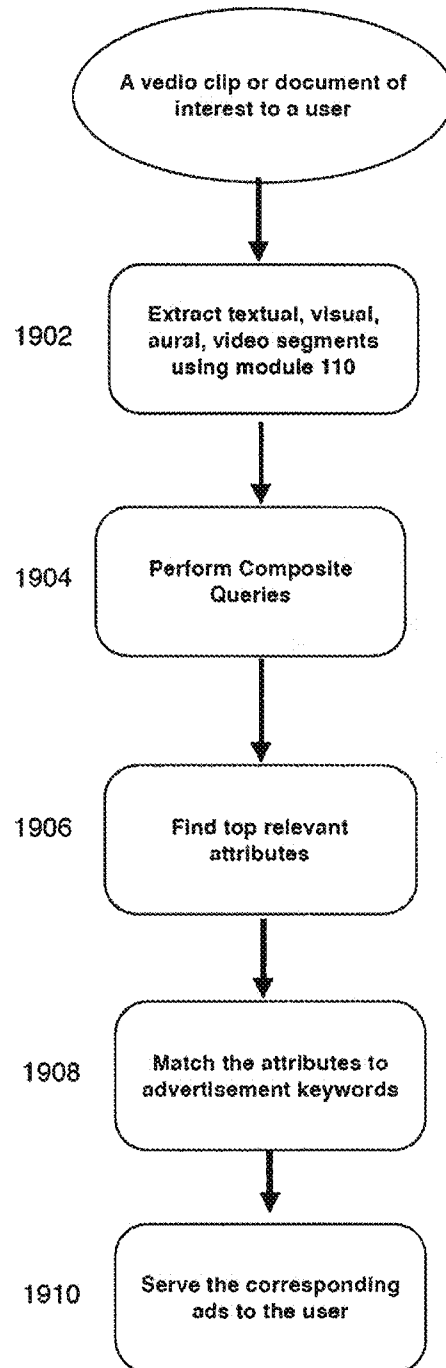 A vedio clip or document of
interest to a user
1902
Extract textual, visual,
aural, video segments
using module 110
1904
Perform Composite
Queries
1906
Find top relevant
attributes
1908
Match the attributes to
advertisement keywords
1910
Serve the corresponding
ads to the user